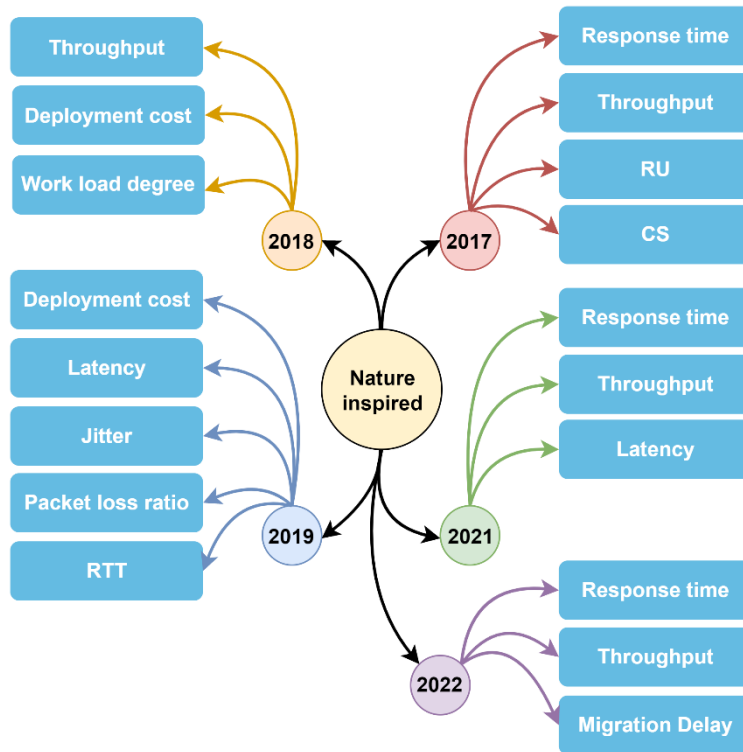 Throughput
Deployment cost
Work load degree
2018
Response time
Throughput
RU
CS
2017
Nature
inspired
Deployment cost
Latency
Jitter
Packet loss ratio
RTT
2019
Response time
Throughput
Latency
2021
Response time
Throughput
Migration Delay
2022